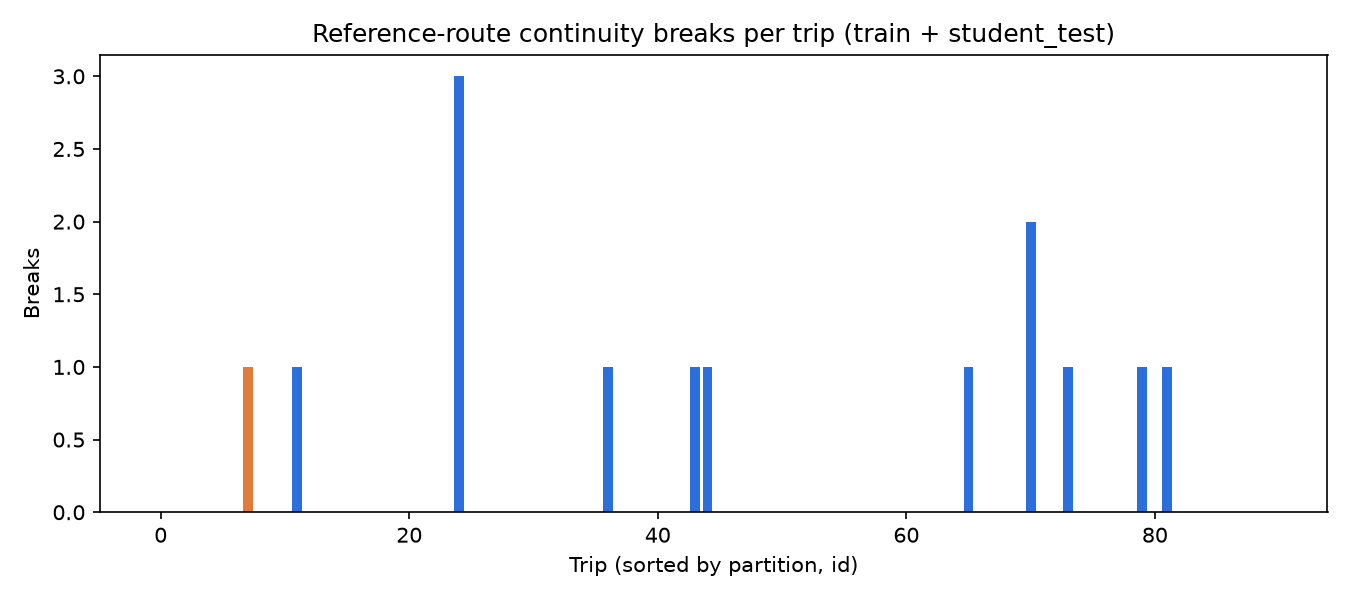 Reference-route continuity breaks per trip (train + student_test)
3.0
2.5
2.0
1.5
1.0
0.5
0.0
Breaks
0 20 40 60 80
Trip (sorted by partition, id)